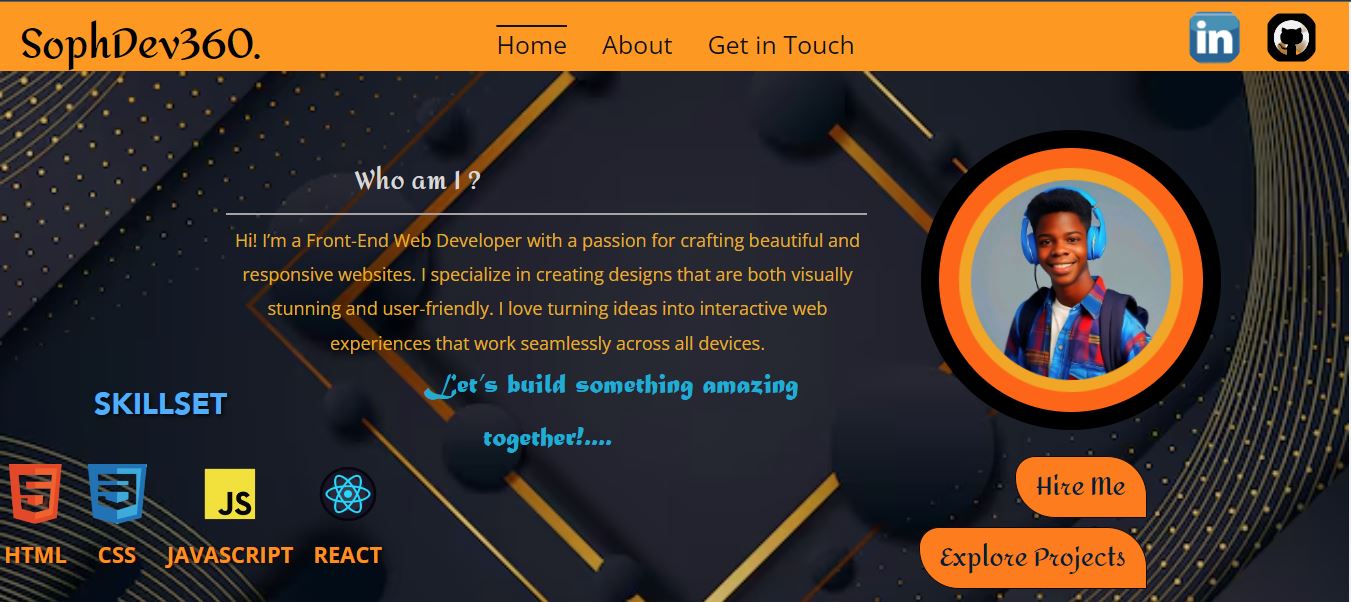 SophDev360.
Home About Get in Touch
in
Who am I ?
Hi! I'm a Front-End Web Developer with a passion for crafting beautiful and
responsive websites. I specialize in creating designs that are both visually
stunning and user-friendly. I love turning ideas into interactive web
experiences that work seamlessly across all devices.
Let's build something amazing
together!....
SKILLSET
JS
HTML CSS JAVASCRIPT REACT
Hire Me
Explore Projects